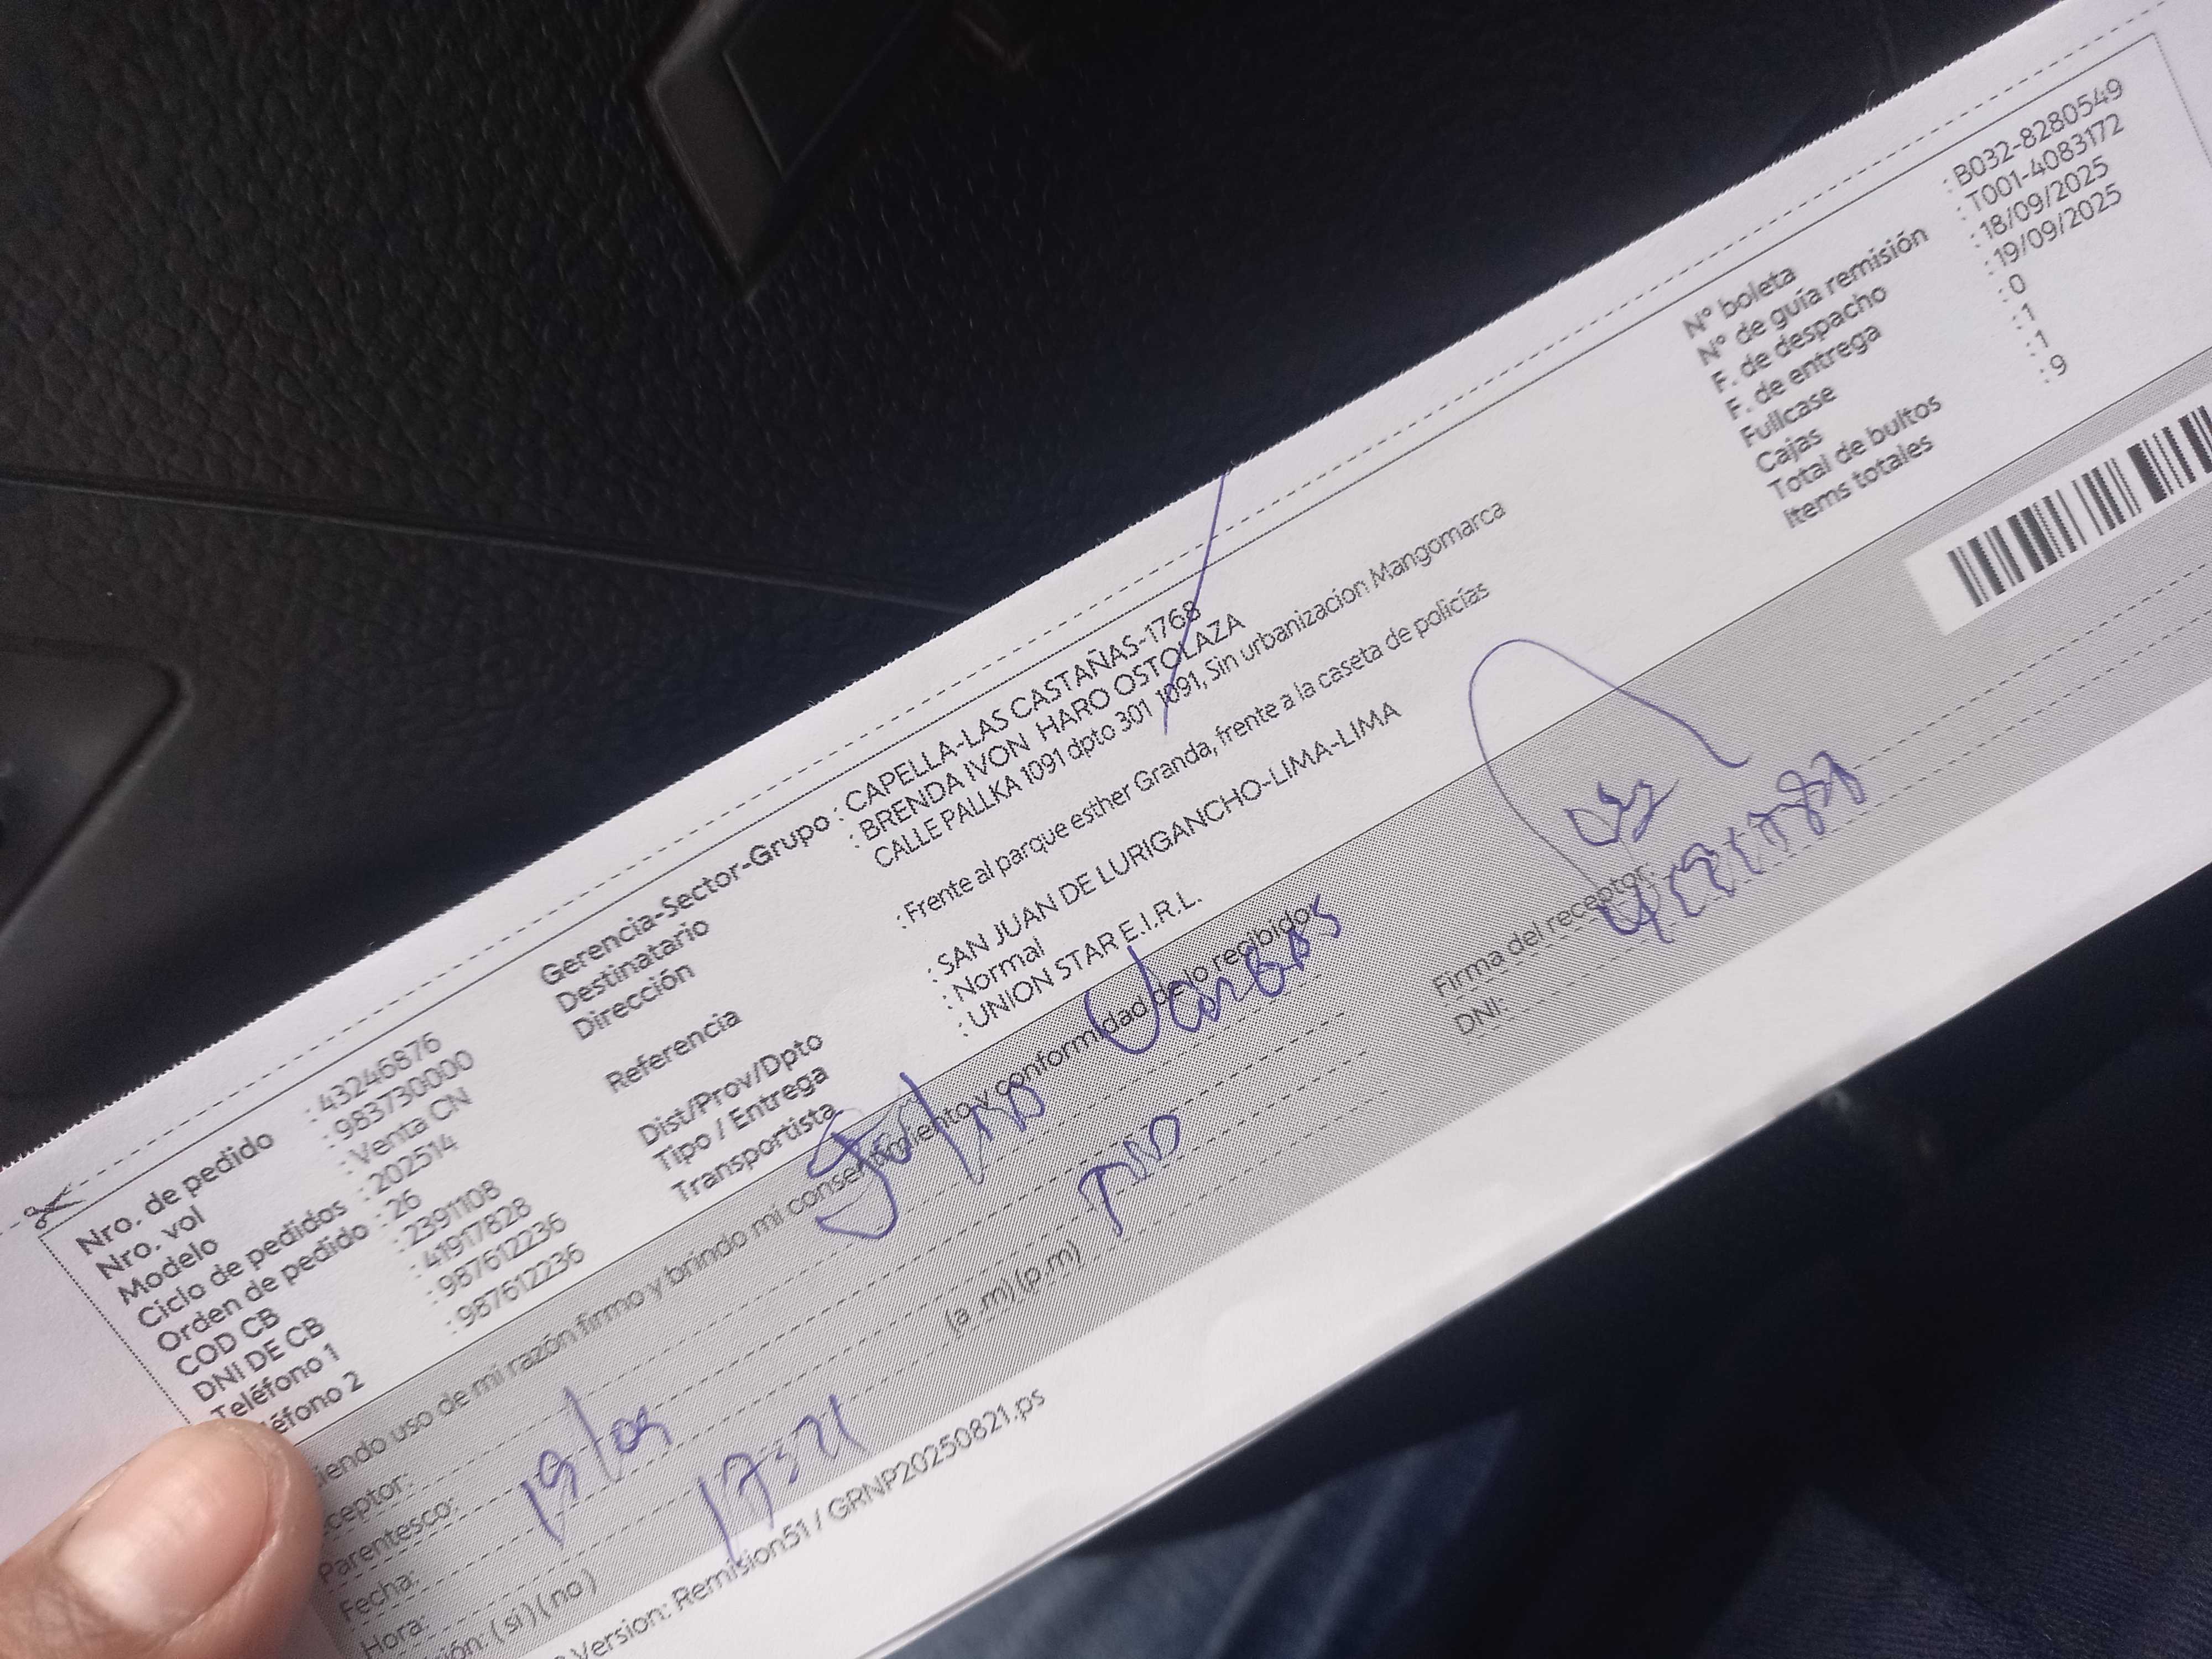 Nro. de pedido : 43246876
Nro. vol : 983730000
Modelo : Venta CN
Ciclo de pedidos : 202514
Orden de pedido : 26
COD CB : 2391108
DNI DE CB : 41917828
Teléfono 1 : 987612236
léfono 2 : 987612236
Gerencia-Sector-Grupo : CAPELLA-LAS CASTAÑAS-1768
Destinatario : BRENDA IVON HARO OSTOLAZA
Dirección CALLE PALLKA 1091 dpto 301 1091, Sin urbanizacion Mangomarca
Referencia : Frente al parque esther Granda, frente a la caseta de policías
Dist/Prov/Dpto : SAN JUAN DE LURIGANCHO-LIMA-LIMA
Tipo / Entrega : Normal
Transportista : UNION STAR E.I.R.L.
N° boleta : B032-8280549
N° de guía remisión : T001-4083172
F. de despacho : 18/09/2025
F. de entrega : 19/09/2025
Fullcase : 0
Cajas : 1
Total de bultos : 1
Items totales : 9
iendo uso de mi razón firmo y brindo mi consentimiento y conformidad de lo recibido
ceptor:
Parentesco:
Fecha: 19/09
Hora: 17:21 (a .m) (p.m)
ción: ( si ) ( no )
Firma del receptor:
DNI:
Version: Remision51 / GRNP20250821.ps